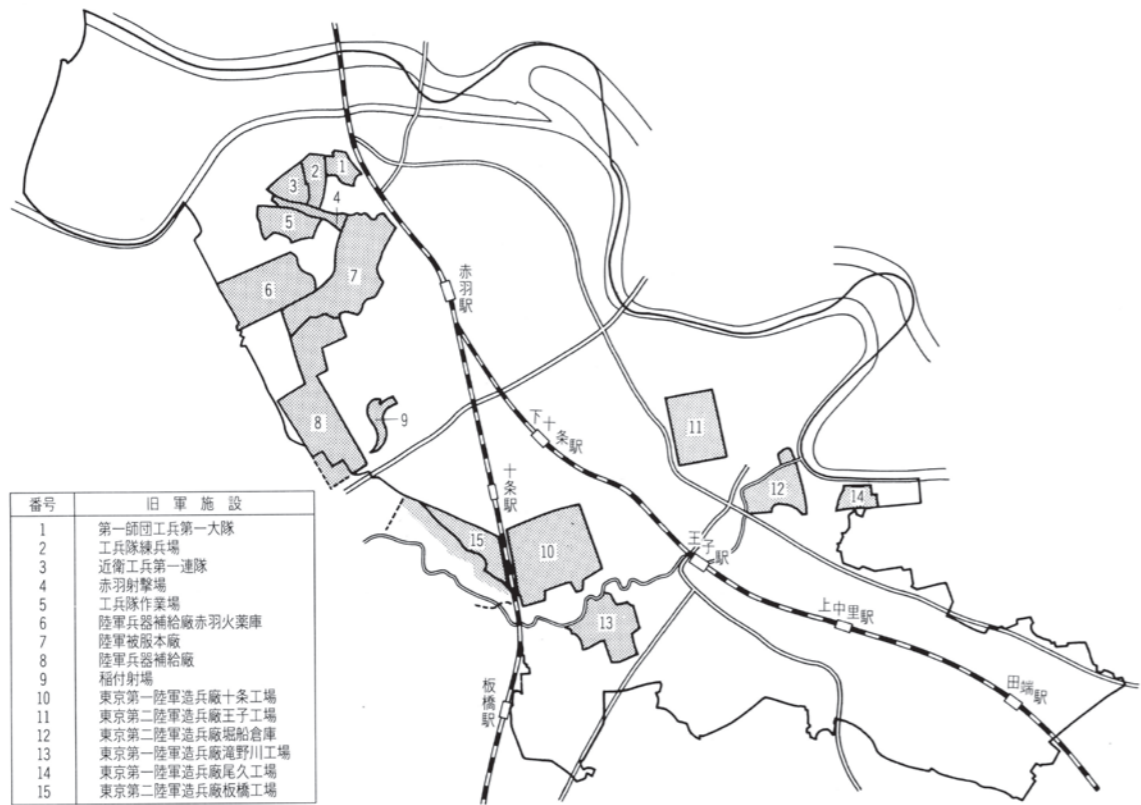 1
2
3
4
5
6
7
8
9
10
11
12
13
14
15
赤羽駅
下十条駅
十条駅
王子駅
上中里駅
田端駅
板橋駅
番号 旧軍施設
1 第一師団工兵第一大隊
2 工兵隊練兵場
3 近衛工兵第一連隊
4 赤羽射撃場
5 工兵隊作業場
6 陸軍兵器補給廠赤羽火薬庫
7 陸軍被服本廠
8 陸軍兵器補給廠
9 稲付射場
10 東京第一陸軍造兵廠十条工場
11 東京第二陸軍造兵廠王子工場
12 東京第二陸軍造兵廠堀船倉庫
13 東京第一陸軍造兵廠滝野川工場
14 東京第一陸軍造兵廠尾久工場
15 東京第二陸軍造兵廠板橋工場